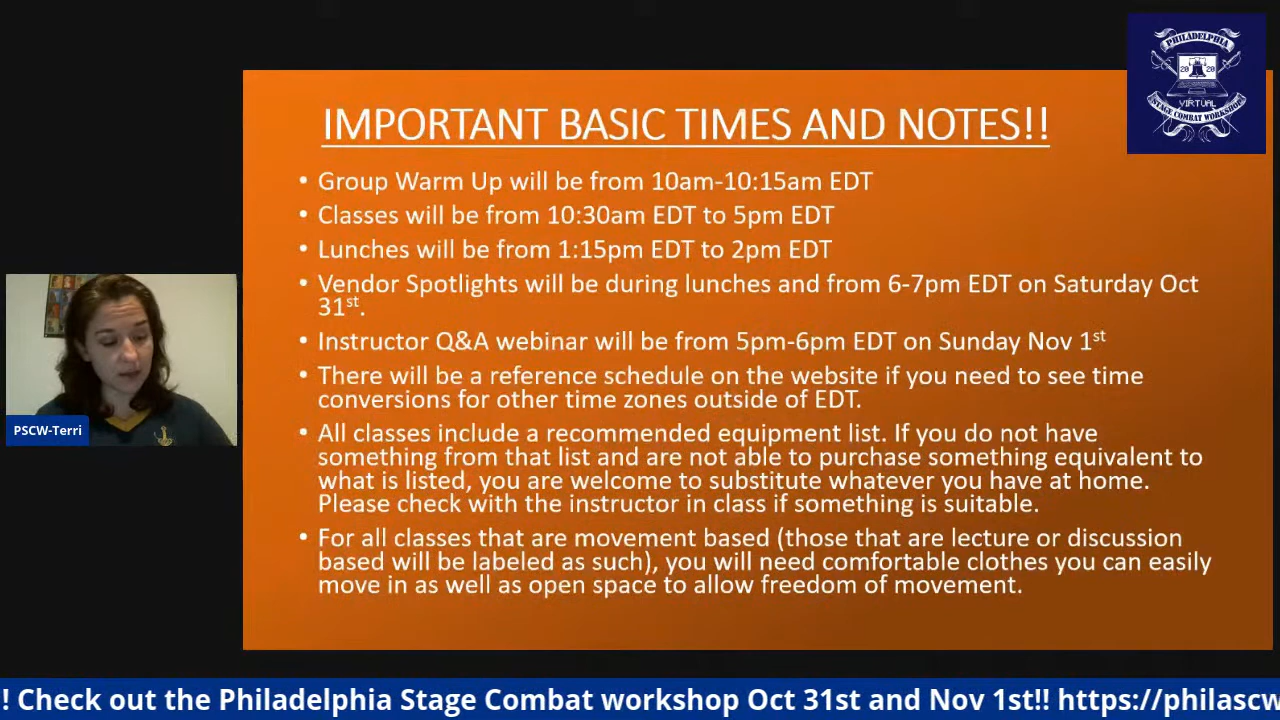 PHILADELPHIA
20 20
VIRTUAL
STAGE COMBAT WORKSHOP
IMPORTANT BASIC TIMES AND NOTES!!
• Group Warm Up will be from 10am-10:15am EDT
• Classes will be from 10:30am EDT to 5pm EDT
• Lunches will be from 1:15pm EDT to 2pm EDT
• Vendor Spotlights will be during lunches and from 6-7pm EDT on Saturday Oct
31st.
• Instructor Q&A webinar will be from 5pm-6pm EDT on Sunday Nov 1st
• There will be a reference schedule on the website if you need to see time
conversions for other time zones outside of EDT.
• All classes include a recommended equipment list. If you do not have
something from that list and are not able to purchase something equivalent to
what is listed, you are welcome to substitute whatever you have at home.
Please check with the instructor in class if something is suitable.
• For all classes that are movement based (those that are lecture or discussion
based will be labeled as such), you will need comfortable clothes you can easily
move in as well as open space to allow freedom of movement.
PSCW-Terri
! Check out the Philadelphia Stage Combat workshop Oct 31st and Nov 1st!! https://philascw